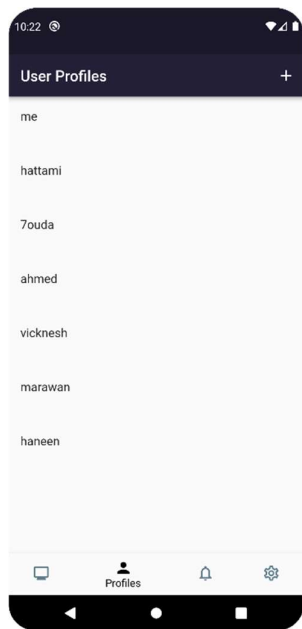 10:22
User Profiles
me
hattami
7ouda
ahmed
vicknesh
marawan
haneen
Profiles